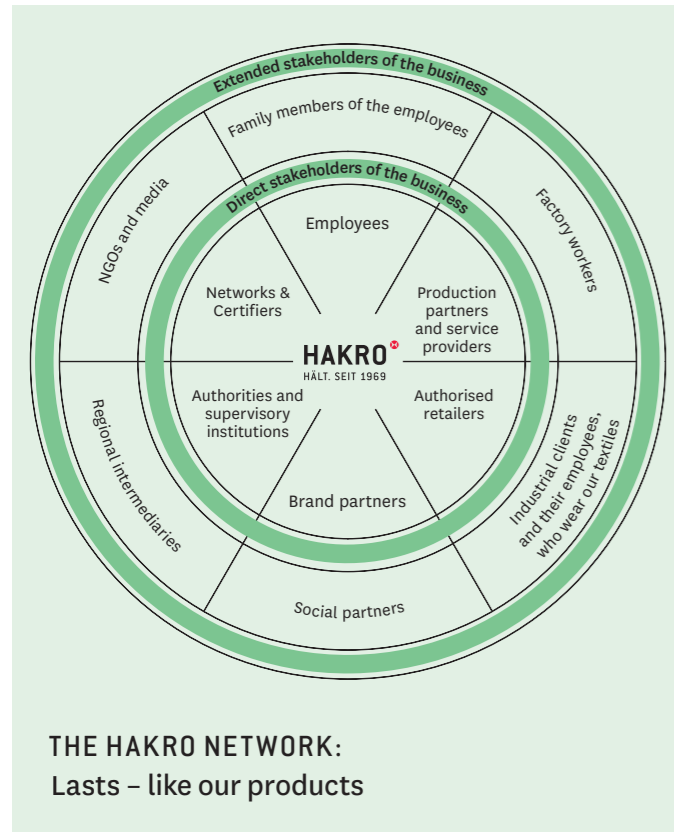 Extended stakeholders of the business
Family members of the employees
Direct stakeholders of the business
NGOs and media
Factory workers
Employees
Networks &
Certifiers
Production
partners
and service
providers
HAKRO
HÄLT. SEIT 1969
Authorities and
supervisory
institutions
Authorised
retailers
Brand partners
Regional intermediaries
Industrial clients
and their employees,
who wear our textiles
Social partners
THE HAKRO NETWORK:
Lasts – like our products